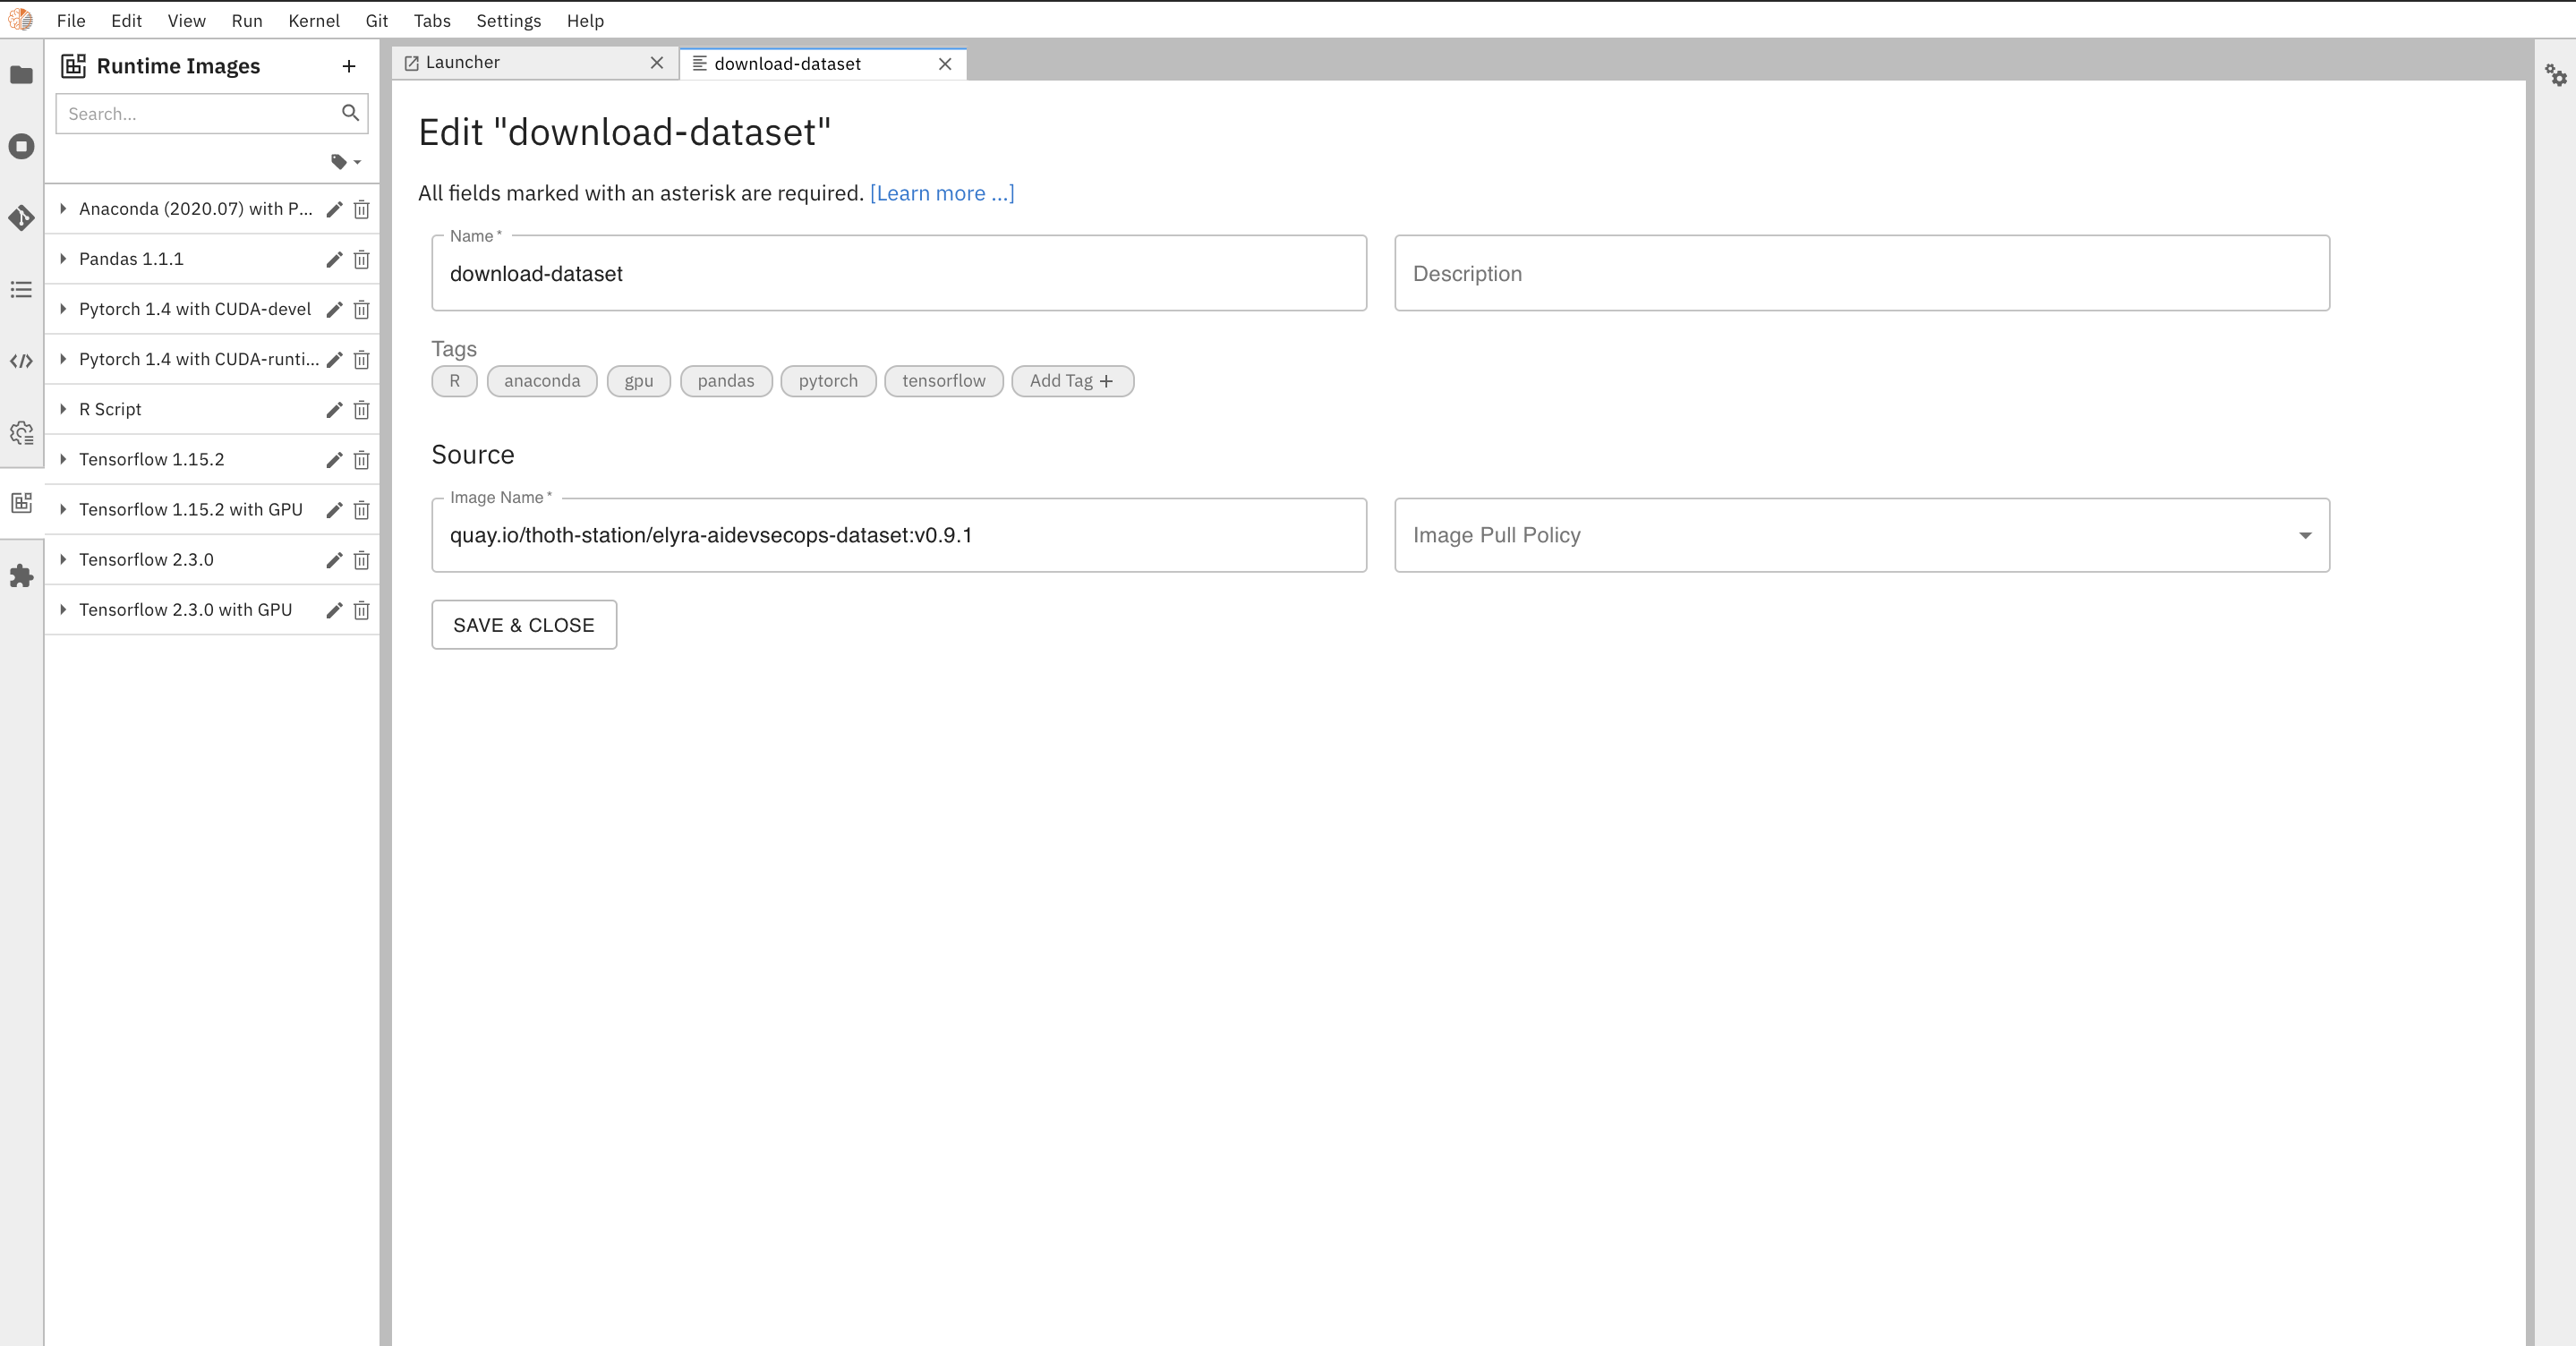 File Edit View Run Kernel Git Tabs Settings Help
Runtime Images
Search...
Anaconda (2020.07) with P...
Pandas 1.1.1
Pytorch 1.4 with CUDA-devel
Pytorch 1.4 with CUDA-runti...
R Script
Tensorflow 1.15.2
Tensorflow 1.15.2 with GPU
Tensorflow 2.3.0
Tensorflow 2.3.0 with GPU
Launcher
download-dataset
Edit "download-dataset"
All fields marked with an asterisk are required. [Learn more ...]
Name *
download-dataset
Description
Tags
R anaconda gpu pandas pytorch tensorflow Add Tag +
Source
Image Name *
quay.io/thoth-station/elyra-aidevsecops-dataset:v0.9.1
Image Pull Policy
SAVE & CLOSE